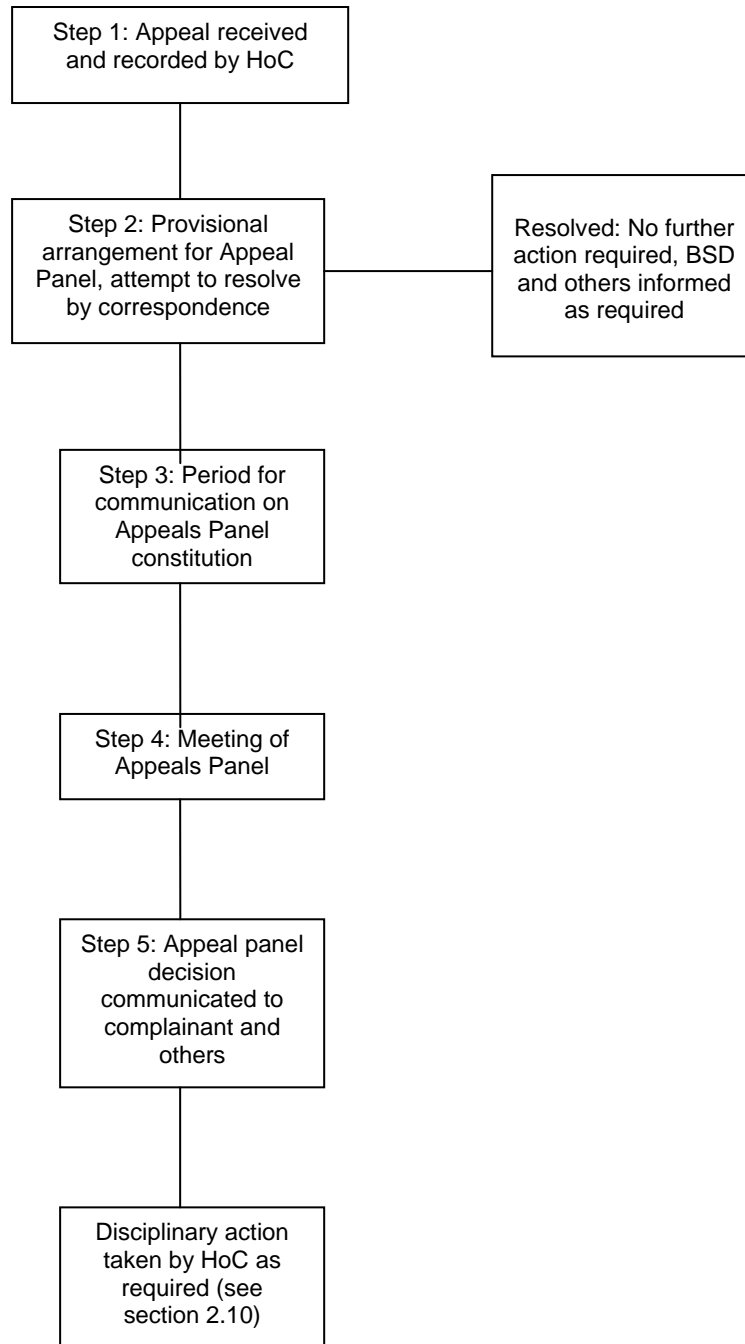 Step 1: Appeal received
and recorded by HoC
Step 2: Provisional
arrangement for Appeal
Panel, attempt to resolve
by correspondence
Resolved: No further
action required, BSD
and others informed
as required
Step 3: Period for
communication on
Appeals Panel
constitution
Step 4: Meeting of
Appeals Panel
Step 5: Appeal panel
decision
communicated to
complainant and
others
Disciplinary action
taken by HoC as
required (see
section 2.10)